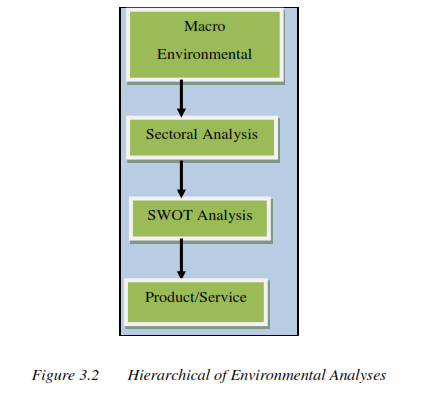 Macro
Environmental
Sectoral Analysis
SWOT Analysis
Product/Service
Figure 3.2 Hierarchical of Environmental Analyses